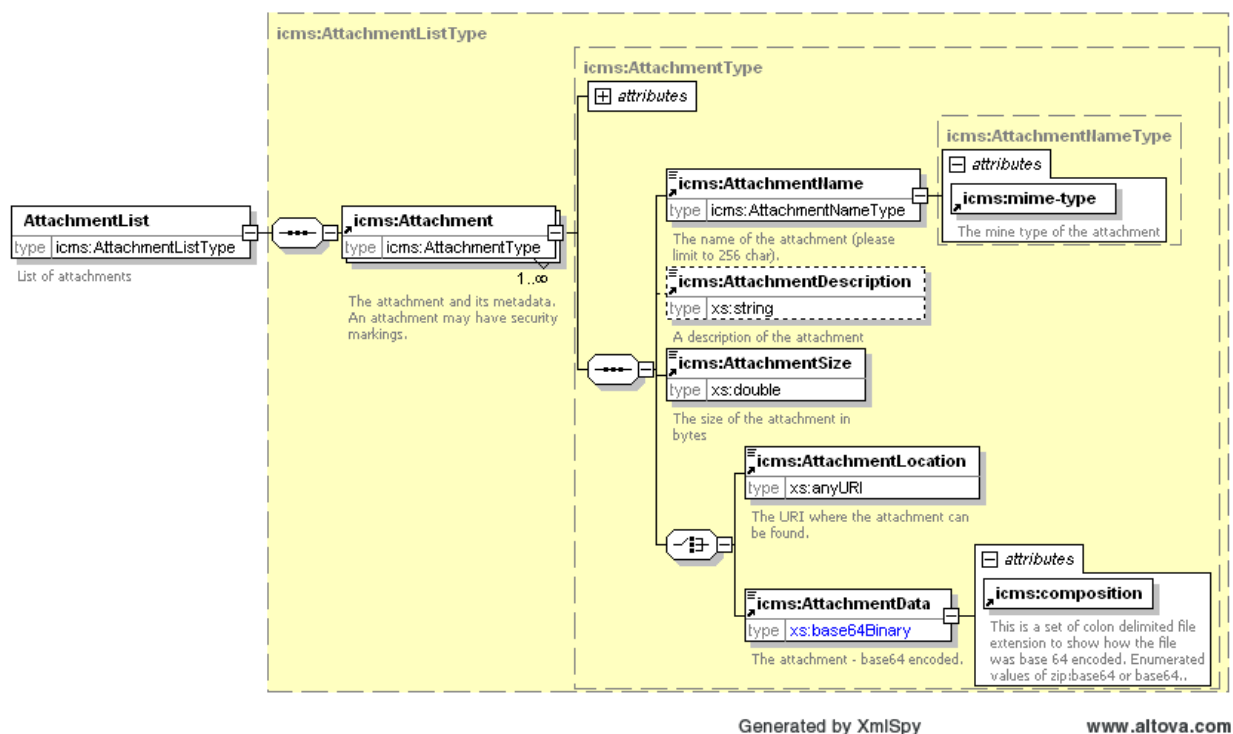 icms:AttachmentListType
icms:AttachmentType
attributes
icms:AttachmentNameType
attributes
icms:AttachmentName
type icms:AttachmentNameType
icms:mime-type
The name of the attachment (please
limit to 256 char).
The mine type of the attachment
AttachmentList
type icms:AttachmentListType
List of attachments
icms:Attachment
type icms:AttachmentType
1..∞
The attachment and its metadata.
An attachment may have security
markings.
icms:AttachmentDescription
type xs:string
A description of the attachment
icms:AttachmentSize
type xs:double
The size of the attachment in
bytes
icms:AttachmentLocation
type xs:anyURI
The URI where the attachment can
be found.
attributes
icms:AttachmentData
type xs:base64Binary
The attachment - base64 encoded.
icms:composition
This is a set of colon delimited file
extension to show how the file
was base 64 encoded. Enumerated
values of zip:base64 or base64..
Generated by XmlSpy
www.altova.com